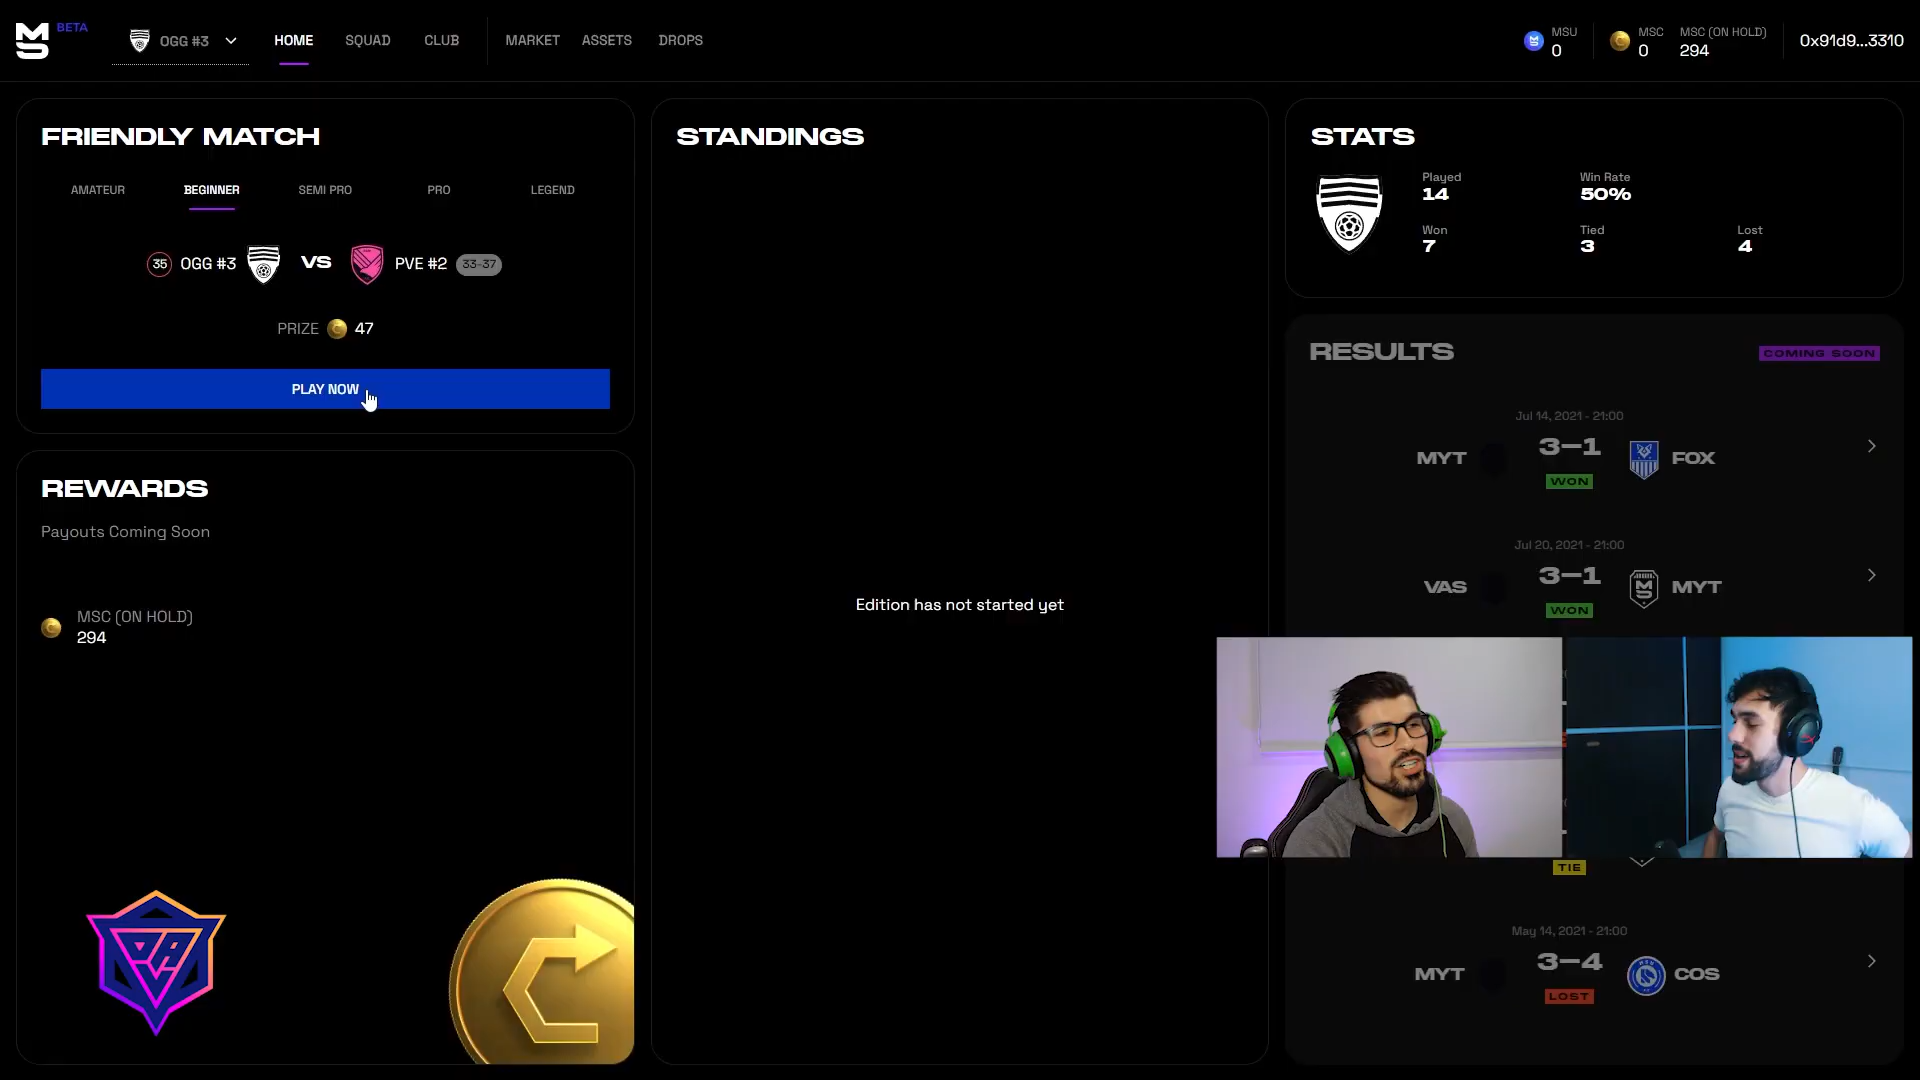 MS BETA
OGG #3
HOME
SQUAD
CLUB
MARKET
ASSETS
DROPS
MSU
0
MSC
0
MSC (ON HOLD)
294
0x91d9...3310
FRIENDLY MATCH
AMATEUR
BEGINNER
SEMI PRO
PRO
LEGEND
35 OGG #3 VS PVE #2 33-37
PRIZE 47
PLAY NOW
REWARDS
Payouts Coming Soon
MSC (ON HOLD)
294
STANDINGS
Edition has not started yet
STATS
Played
14
Win Rate
50%
Won
7
Tied
3
Lost
4
RESULTS
COMING SOON
Jul 14, 2021 - 21:00
MYT 3-1 FOX
WON
Jul 20, 2021 - 21:00
VAS 3-1 MYT
WON
TIE
May 14, 2021 - 21:00
MYT 3-4 COS
LOST